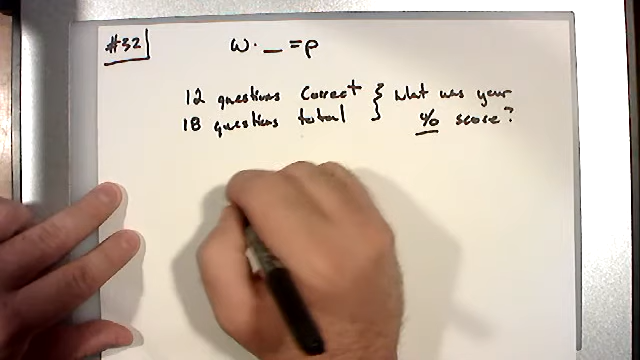 #32
w · _ = p
12 questions correct } What was your
18 questions total } % score?